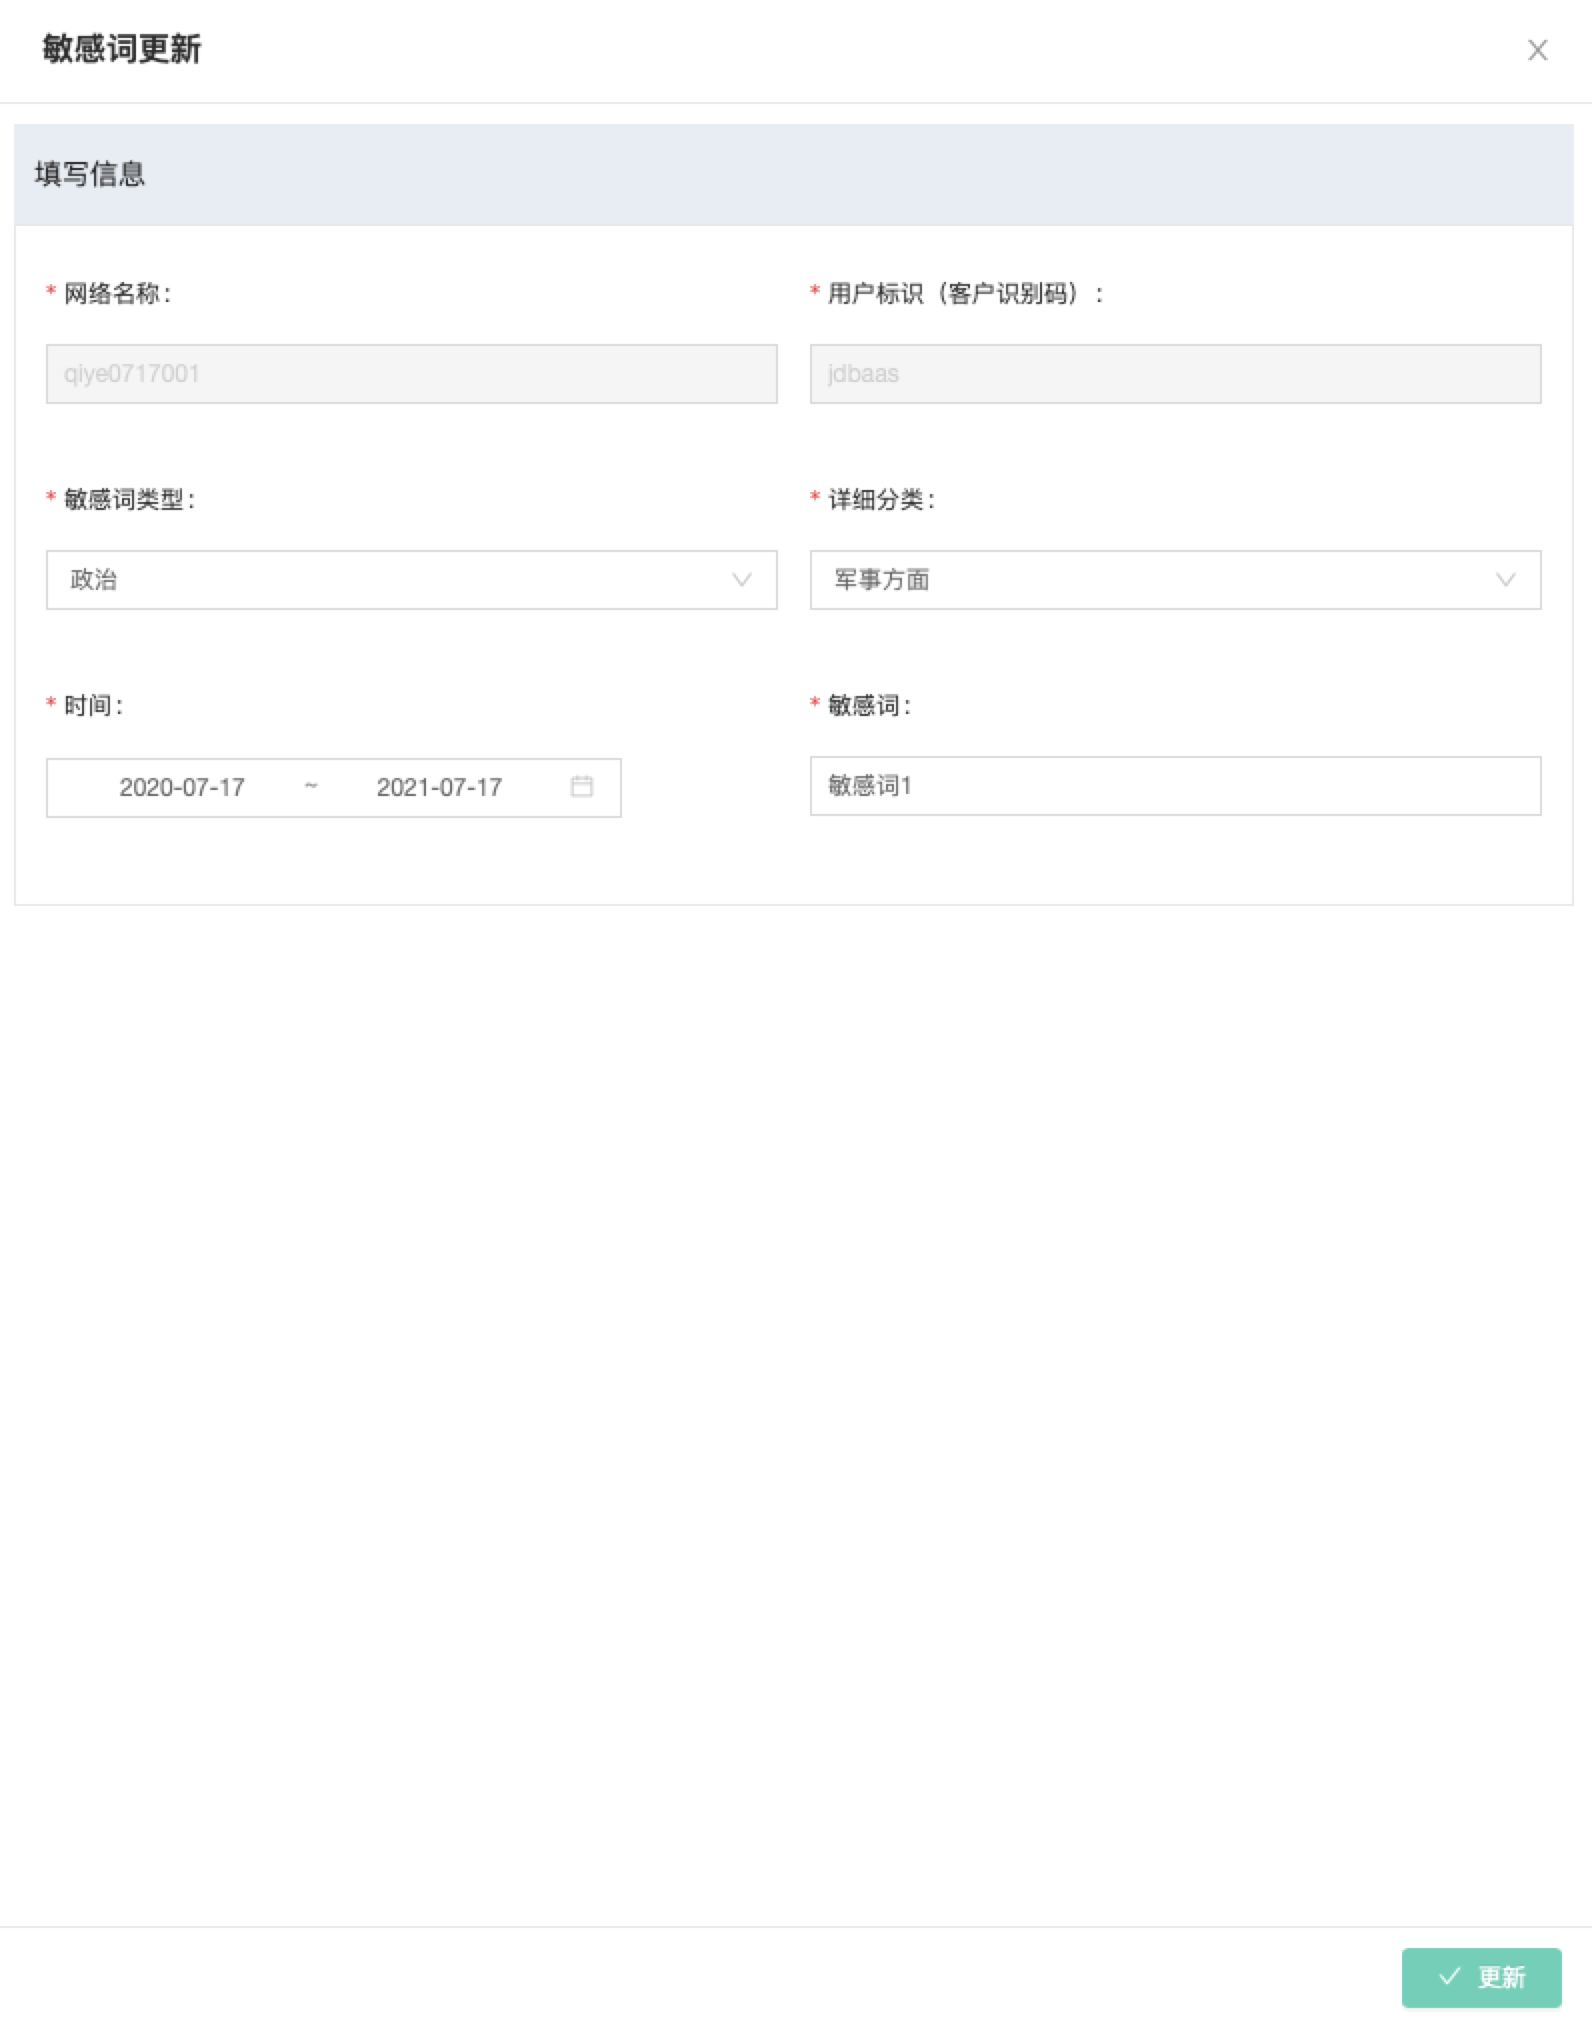 敏感词更新
填写信息
* 网络名称：
* 用户标识（客户识别码）：
qiye0717001
jdbaas
* 敏感词类型：
* 详细分类：
政治
军事方面
* 时间：
* 敏感词：
2020-07-17 ~ 2021-07-17
敏感词1
更新